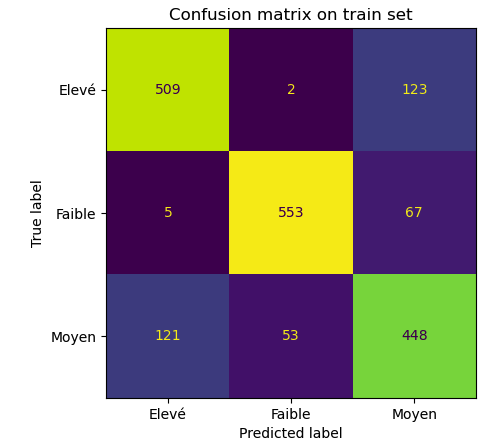 Confusion matrix on train set
True label
Elevé 509 2 123
Faible 5 553 67
Moyen 121 53 448
Elevé Faible Moyen
Predicted label